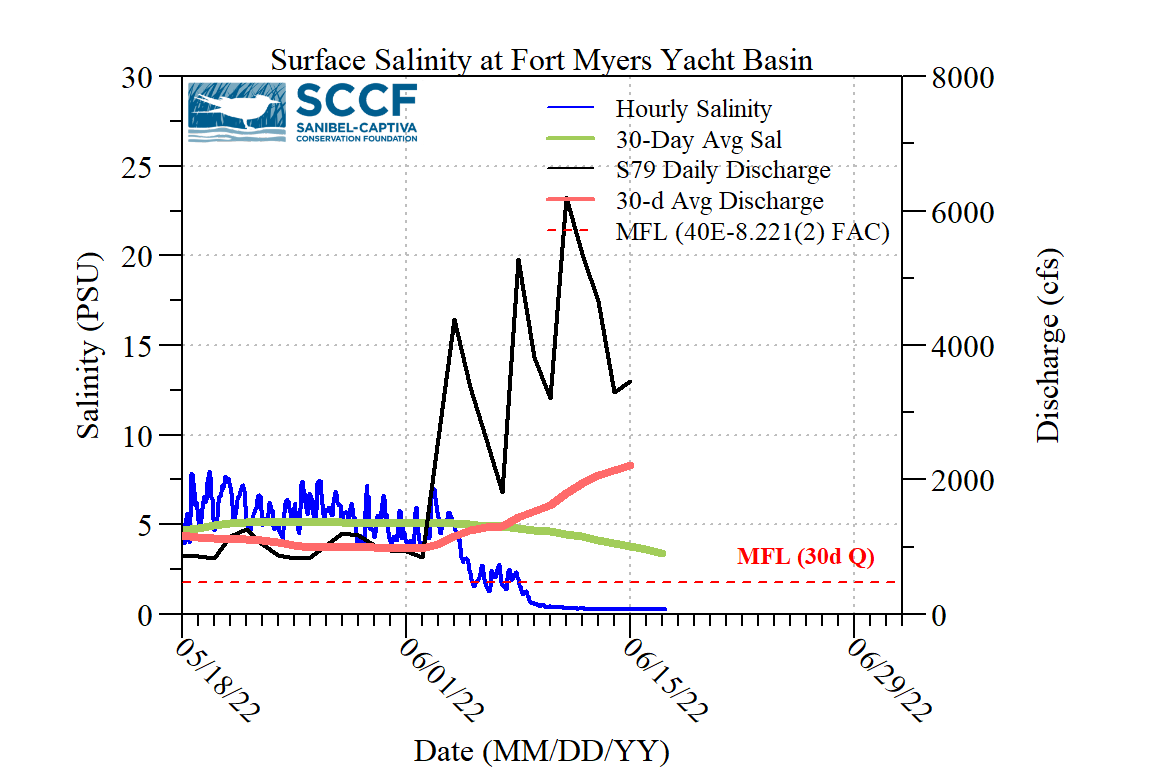 Surface Salinity at Fort Myers Yacht Basin
SCCF
SANIBEL-CAPTIVA
CONSERVATION FOUNDATION
Hourly Salinity
30-Day Avg Sal
S79 Daily Discharge
30-d Avg Discharge
MFL (40E-8.221(2) FAC)
30
25
20
15
10
5
0
Salinity (PSU)
8000
6000
4000
2000
0
Discharge (cfs)
MFL (30d Q)
05/18/22
06/01/22
06/15/22
06/29/22
Date (MM/DD/YY)